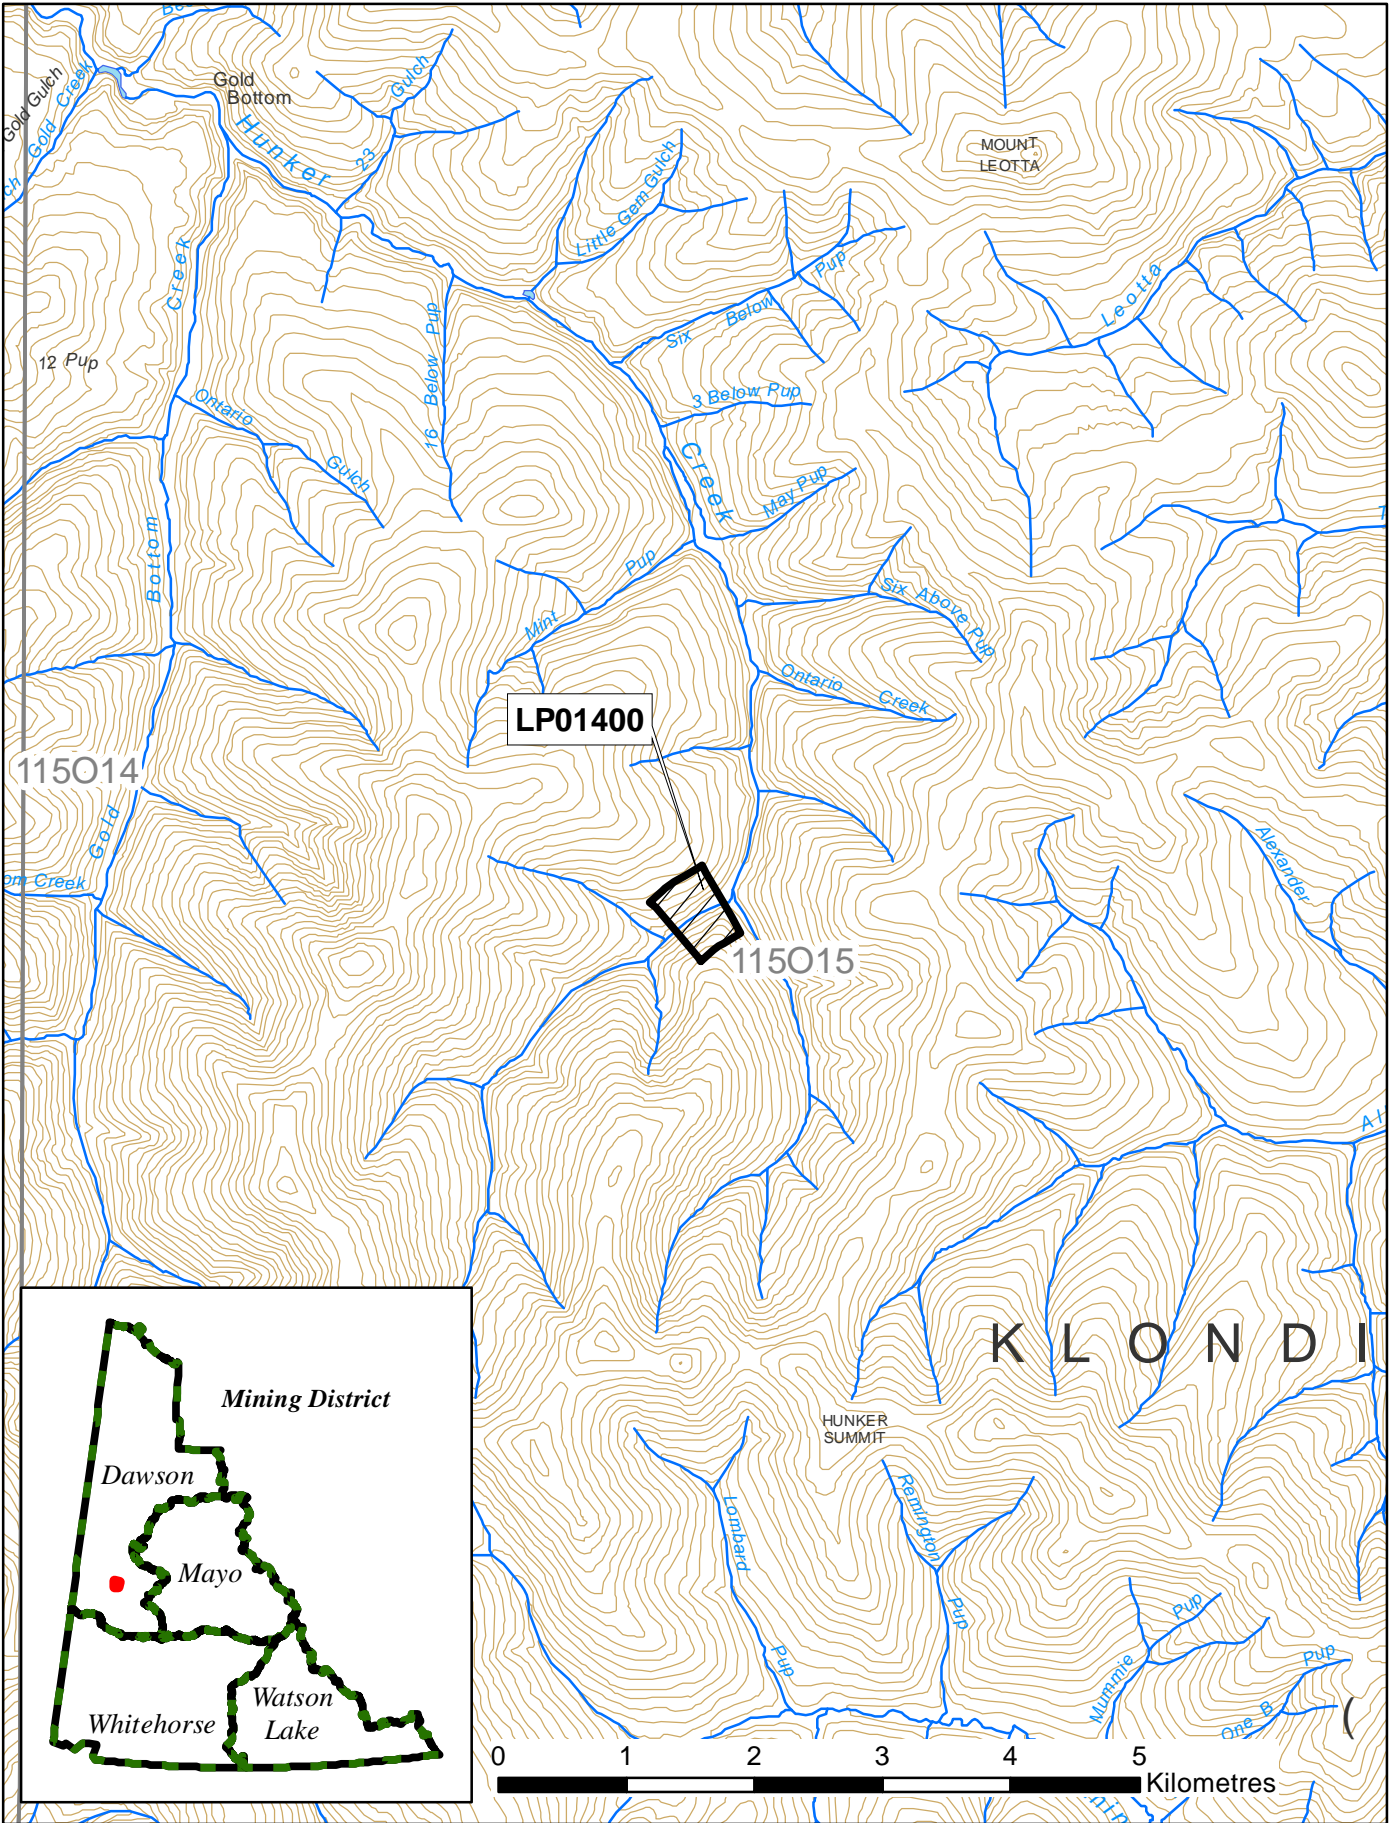 Gold
Bottom
Gold Gulch
Gold Creek
Hunker
23
Gulch
Little Gem Gulch
MOUNT
LEOTTA
Creek
16 Below Pup
Six Below Pup
Leotta
12 Pup
Ontario
Gulch
3 Below Pup
Creek
May Pup
Bottom
Mint Pup
Six Above Pup
Ontario Creek
LP01400
115O14
Gold
Creek
Alexander
115O15
KLONDI
HUNKER
SUMMIT
Lombard
Pup
Remington
Pup
Mummie
Pup
One B
Pup
(
Mining District
Dawson
Mayo
Watson
Lake
Whitehorse
0 1 2 3 4 5
Kilometres